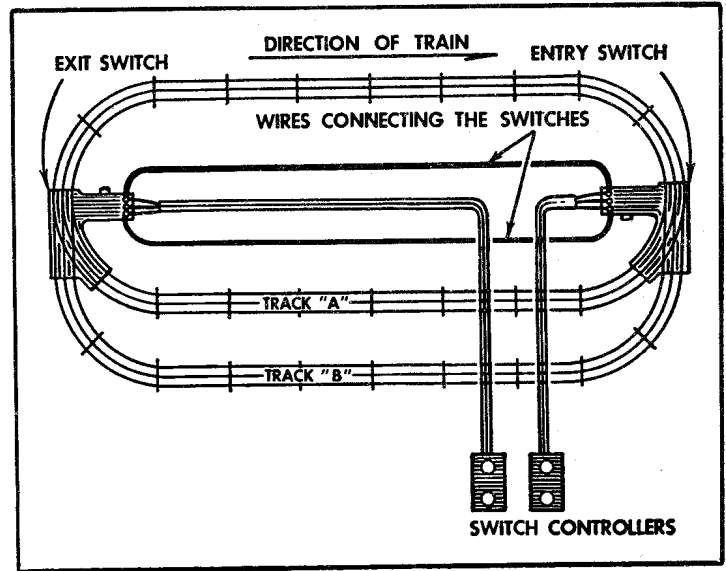 DIRECTION OF TRAIN
EXIT SWITCH
ENTRY SWITCH
WIRES CONNECTING THE SWITCHES
TRACK "A"
TRACK "B"
SWITCH CONTROLLERS